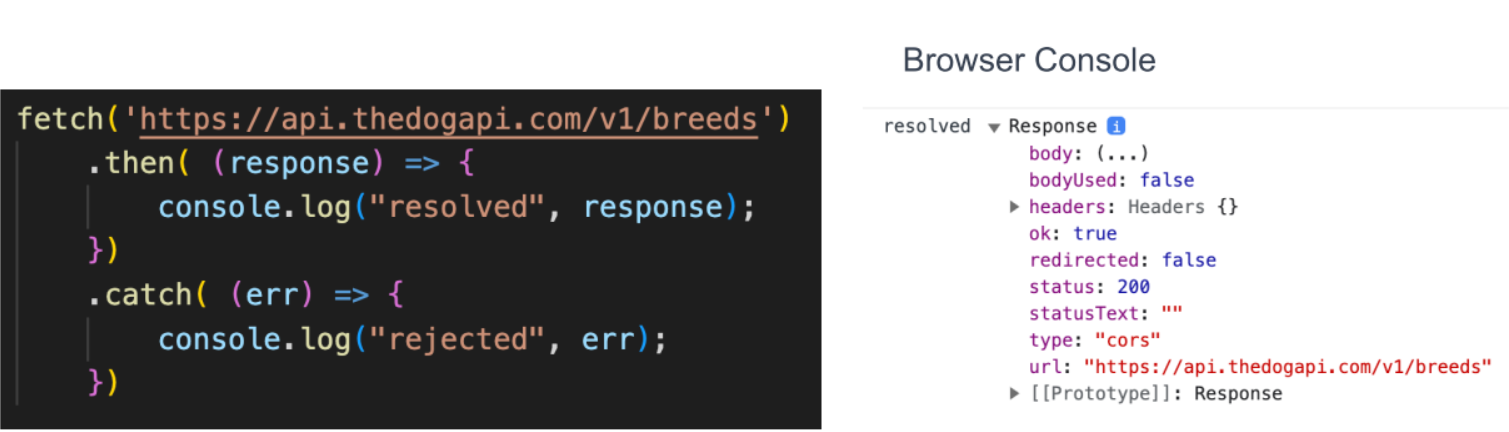 fetch('https://api.thedogapi.com/v1/breeds')
.then( (response) => {
console.log("resolved", response);
})
.catch( (err) => {
console.log("rejected", err);
})
Browser Console
resolved ▼ Response i
body: (...)
bodyUsed: false
▶ headers: Headers {}
ok: true
redirected: false
status: 200
statusText: ""
type: "cors"
url: "https://api.thedogapi.com/v1/breeds"
▶ [[Prototype]]: Response